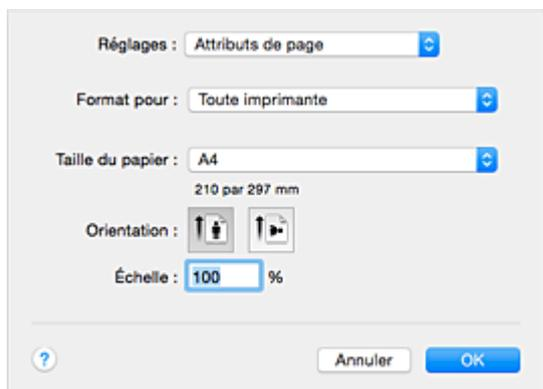 Réglages : Attributs de page
Format pour : Toute imprimante
Taille du papier : A4
210 par 297 mm
Orientation :
Échelle : 100 %
? Annuler OK